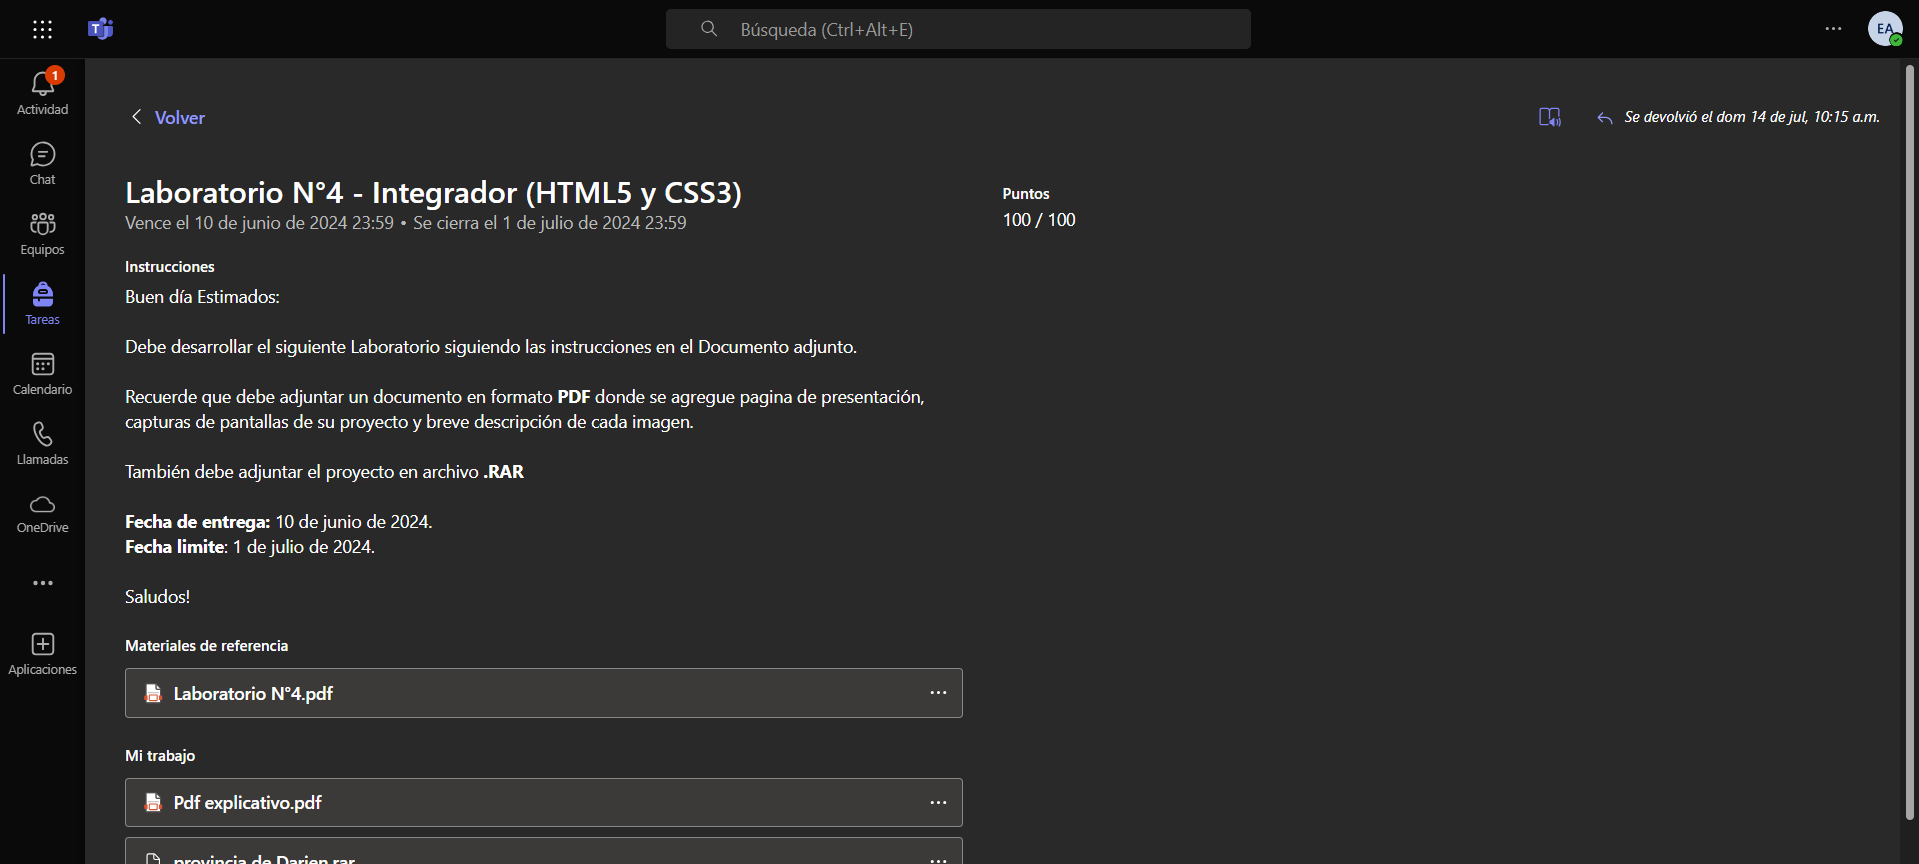 Búsqueda (Ctrl+Alt+E)
EA
1
Actividad
Chat
Equipos
Tareas
Calendario
Llamadas
OneDrive
Aplicaciones
Volver
Se devolvió el dom 14 de jul, 10:15 a.m.
Laboratorio N°4 - Integrador (HTML5 y CSS3)
Vence el 10 de junio de 2024 23:59 • Se cierra el 1 de julio de 2024 23:59
Puntos
100 / 100
Instrucciones
Buen día Estimados:
Debe desarrollar el siguiente Laboratorio siguiendo las instrucciones en el Documento adjunto.
Recuerde que debe adjuntar un documento en formato PDF donde se agregue pagina de presentación,
capturas de pantallas de su proyecto y breve descripción de cada imagen.
También debe adjuntar el proyecto en archivo .RAR
Fecha de entrega: 10 de junio de 2024.
Fecha limite: 1 de julio de 2024.
Saludos!
Materiales de referencia
Laboratorio N°4.pdf
Mi trabajo
Pdf explicativo.pdf
provincia de Darien.rar